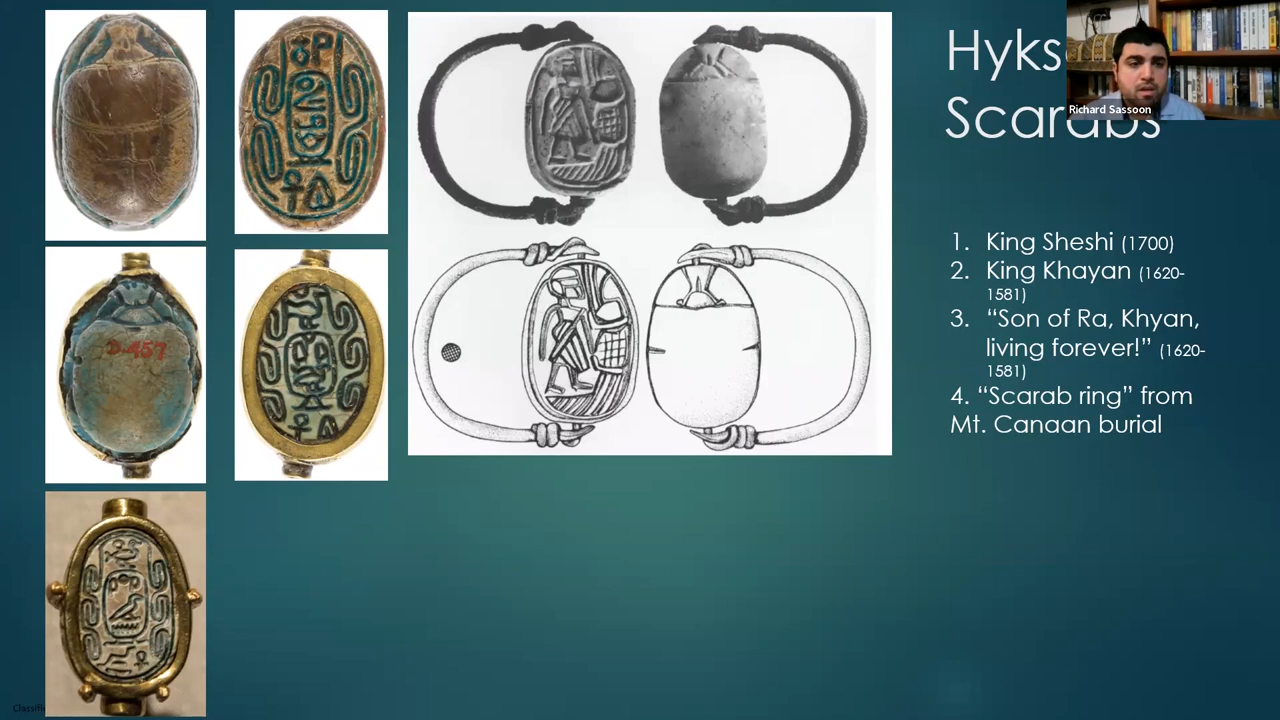 Hyks
Scarabs
Richard Sassoon
1. King Sheshi (1700)
2. King Khayan (1620-
1581)
3. “Son of Ra, Khyan,
living forever!” (1620-
1581)
4. “Scarab ring” from
Mt. Canaan burial
D.457
Classifi